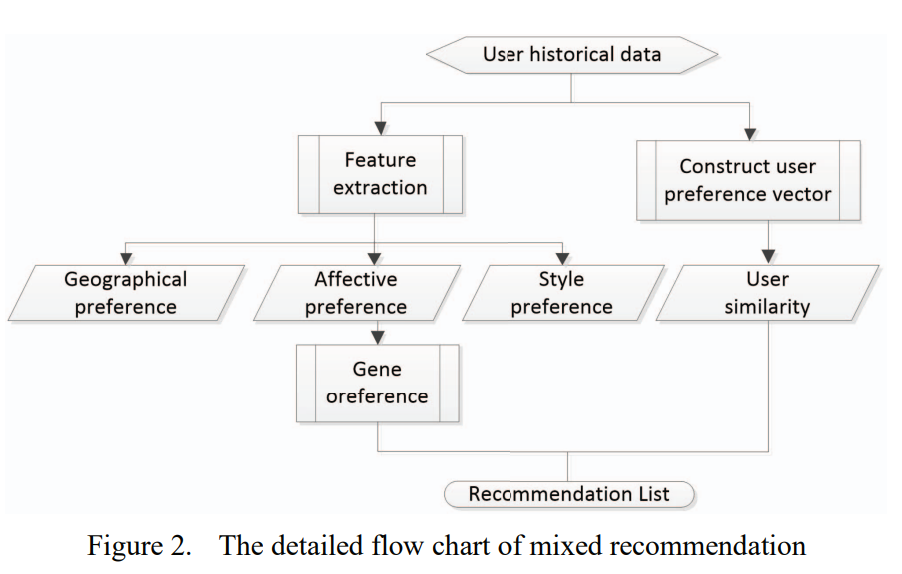 User historical data
Feature
extraction
Construct user
preference vector
Geographical
preference
Affective
preference
Style
preference
User
similarity
Gene
oreference
Recommendation List
Figure 2. The detailed flow chart of mixed recommendation